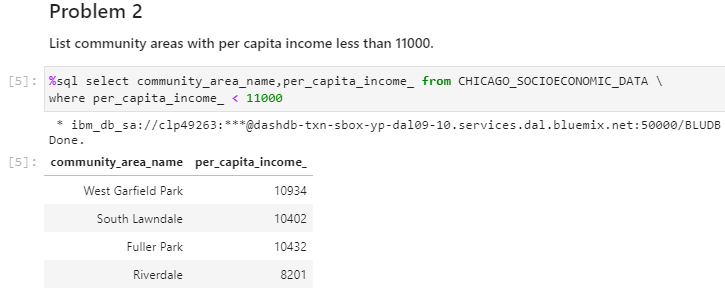 Problem 2
List community areas with per capita income less than 11000.
[5]: %sql select community_area_name,per_capita_income_ from CHICAGO_SOCIOECONOMIC_DATA \
where per_capita_income_ < 11000
* ibm_db_sa://clp49263:***@dashdb-txn-sbox-yp-dal09-10.services.dal.bluemix.net:50000/BLUDB
Done.
[5]: community_area_name per_capita_income_
West Garfield Park 10934
South Lawndale 10402
Fuller Park 10432
Riverdale 8201